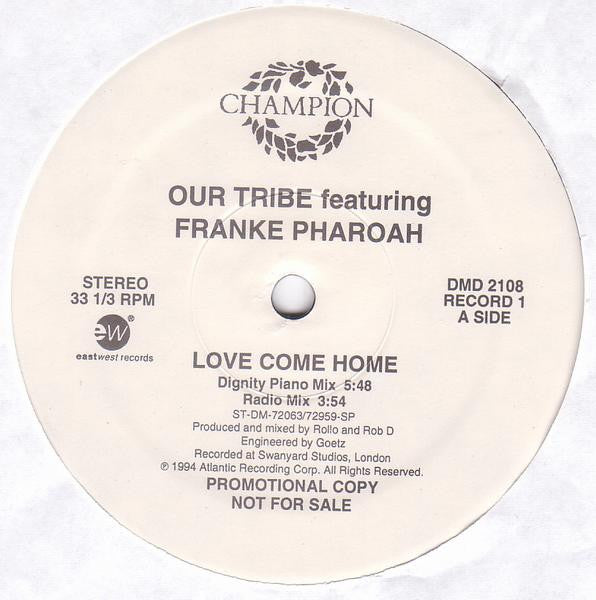 CHAMPION
OUR TRIBE featuring
FRANKE PHAROAH
STEREO
33 1/3 RPM
ew®
eastwest records
DMD 2108
RECORD 1
A SIDE
LOVE COME HOME
Dignity Piano Mix 5:48
Radio Mix 3:54
ST-DM-72063/72959-SP
Produced and mixed by Rollo and Rob D
Engineered by Goetz
Recorded at Swanyard Studios, London
℗ 1994 Atlantic Recording Corp. All Rights Reserved.
PROMOTIONAL COPY
NOT FOR SALE